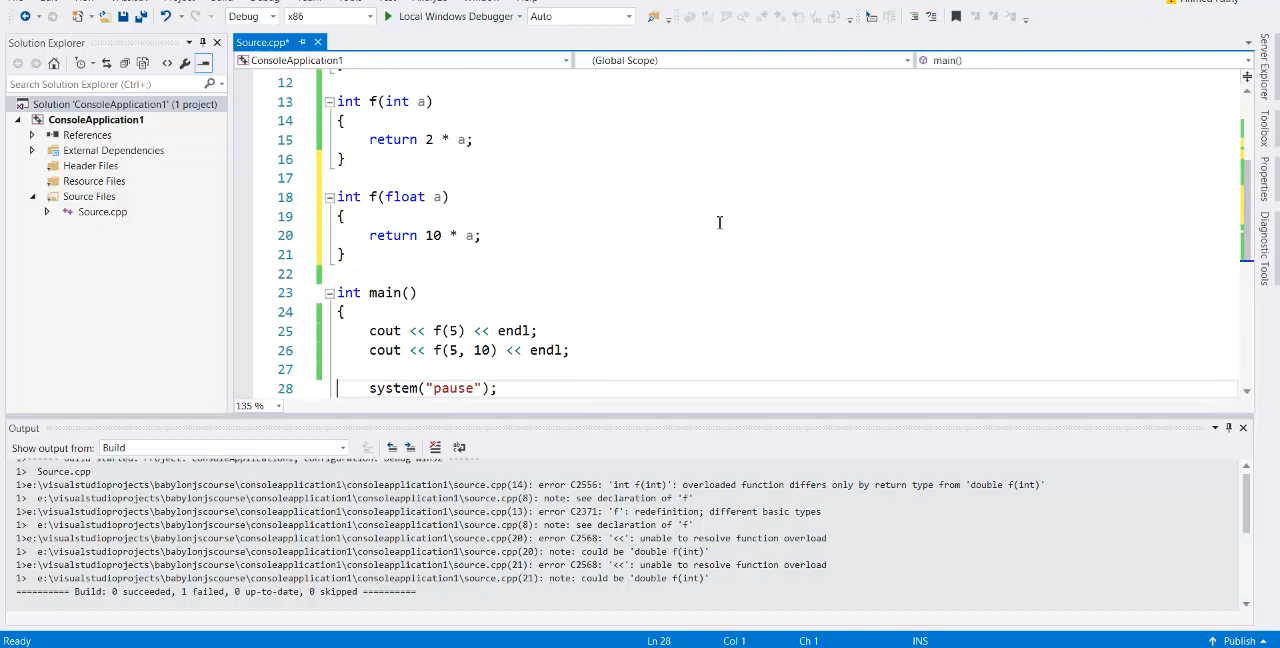 Debug x86 Local Windows Debugger Auto
Solution Explorer
Source.cpp*
ConsoleApplication1 (Global Scope) main()
Search Solution Explorer (Ctrl+;)
Solution 'ConsoleApplication1' (1 project)
ConsoleApplication1
References
External Dependencies
Header Files
Resource Files
Source Files
Source.cpp
12
13 int f(int a)
14 {
15 return 2 * a;
16 }
17
18 int f(float a)
19 {
20 return 10 * a;
21 }
22
23 int main()
24 {
25 cout << f(5) << endl;
26 cout << f(5, 10) << endl;
27
28 system("pause");
135 %
Server Explorer
Toolbox
Properties
Diagnostic Tools
Output
Show output from: Build
1> Source.cpp
1>e:\visualstudioprojects\babylonjscourse\consoleapplication1\consoleapplication1\source.cpp(14): error C2556: 'int f(int)': overloaded function differs only by return type from 'double f(int)'
1> e:\visualstudioprojects\babylonjscourse\consoleapplication1\consoleapplication1\source.cpp(8): note: see declaration of 'f'
1>e:\visualstudioprojects\babylonjscourse\consoleapplication1\consoleapplication1\source.cpp(13): error C2371: 'f': redefinition; different basic types
1> e:\visualstudioprojects\babylonjscourse\consoleapplication1\consoleapplication1\source.cpp(8): note: see declaration of 'f'
1>e:\visualstudioprojects\babylonjscourse\consoleapplication1\consoleapplication1\source.cpp(20): error C2568: '<<': unable to resolve function overload
1> e:\visualstudioprojects\babylonjscourse\consoleapplication1\consoleapplication1\source.cpp(20): note: could be 'double f(int)'
1>e:\visualstudioprojects\babylonjscourse\consoleapplication1\consoleapplication1\source.cpp(21): error C2568: '<<': unable to resolve function overload
1> e:\visualstudioprojects\babylonjscourse\consoleapplication1\consoleapplication1\source.cpp(21): note: could be 'double f(int)'
========== Build: 0 succeeded, 1 failed, 0 up-to-date, 0 skipped ==========
Ready Ln 28 Col 1 Ch 1 INS Publish